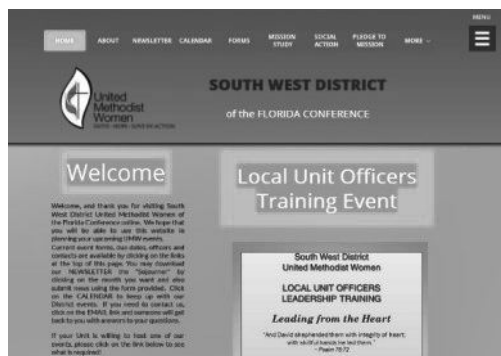 MENU
HOME ABOUT NEWSLETTER CALENDAR FORMS MISSION STUDY SOCIAL ACTION PLEDGE TO MISSION MORE
United
Methodist
Women
FAITH • HOPE • LOVE IN ACTION
SOUTH WEST DISTRICT
of the FLORIDA CONFERENCE
Welcome
Welcome, and thank you for visiting South
West District United Methodist Women of
the Florida Conference online. We hope that
you will be able to use this website in
planning your upcoming UMW events.
Current event forms, due dates, officers and
contacts are available by clicking on the links
at the top of this page. You may download
our NEWSLETTER the "Sojourner" by
clicking on the month you want and also
submit news using the form provided. Click
on the CALENDAR to keep up with our
District events. If you need to contact us,
click on the EMAIL link and someone will get
back to you with answers to your questions.
If your Unit is willing to host one of our
events please click on the link below to see
what is required!
Local Unit Officers
Training Event
South West District
United Methodist Women
LOCAL UNIT OFFICERS
LEADERSHIP TRAINING
Leading from the Heart
"And David shepherded them with integrity of heart;
with skillful hands he led them."
- Psalm 78:72